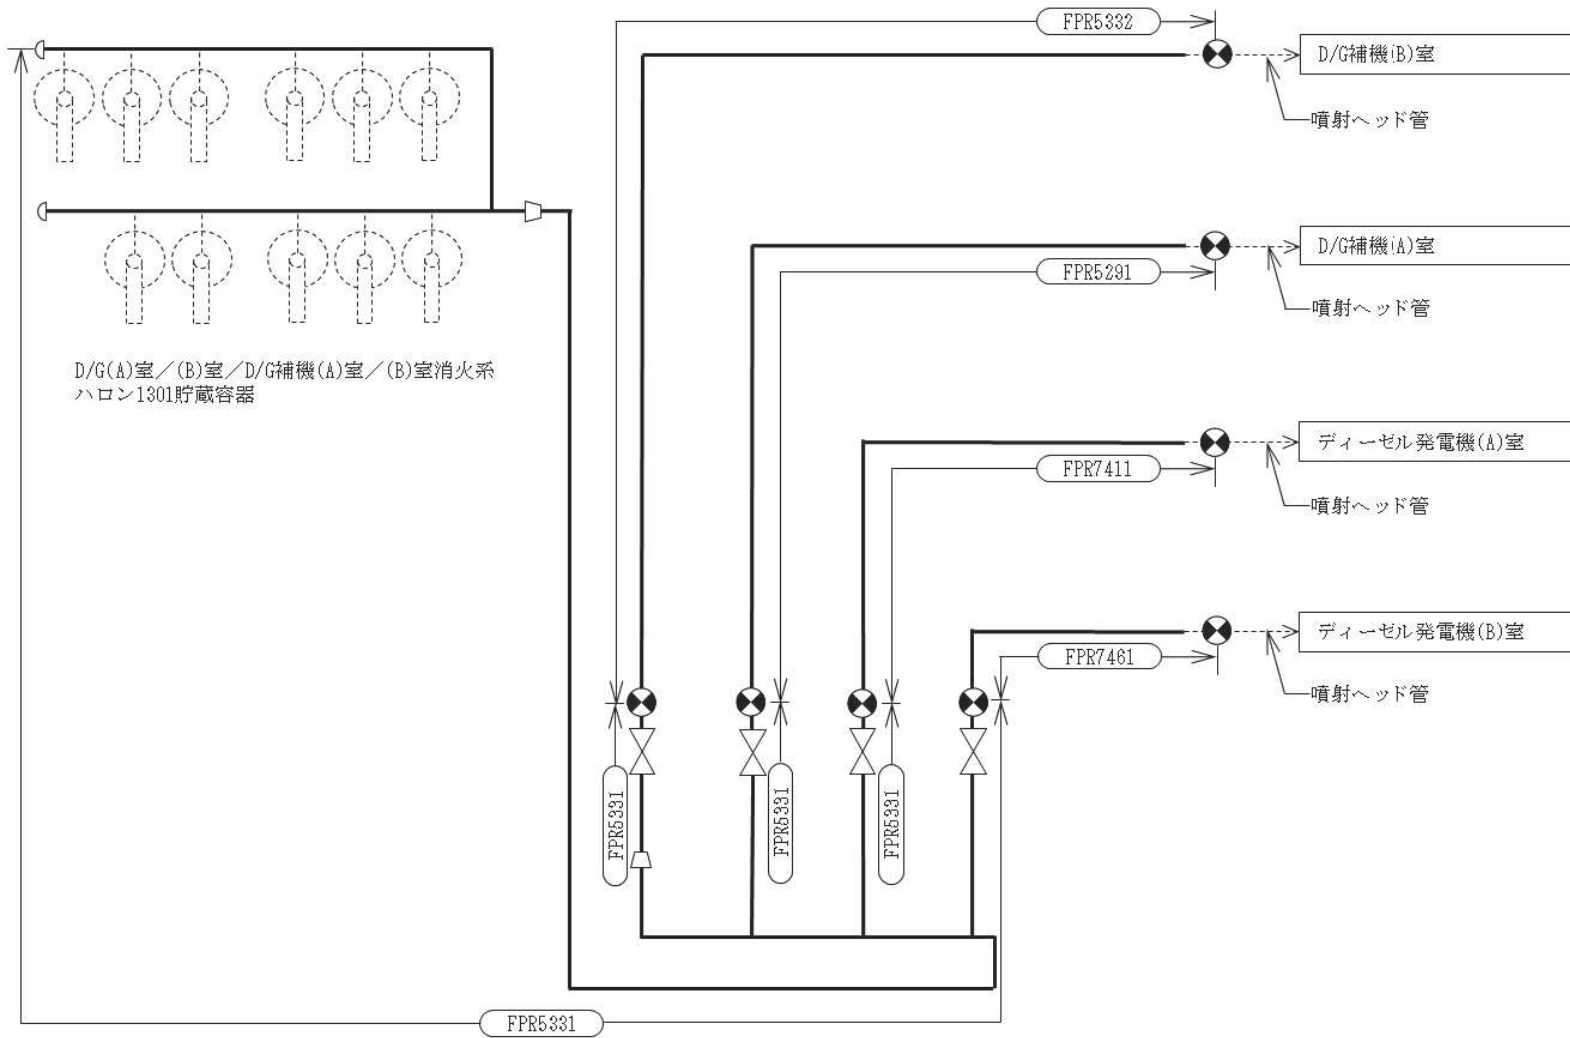 FPR5332
D/G補機(B)室
噴射ヘッド管
D/G補機(A)室
FPR5291
噴射ヘッド管
D/G(A)室/(B)室/D/G補機(A)室/(B)室消火系
ハロン1301貯蔵容器
ディーゼル発電機(A)室
FPR7411
噴射ヘッド管
ディーゼル発電機(B)室
FPR7461
噴射ヘッド管
FPR5331
FPR5331
FPR5331
FPR5331